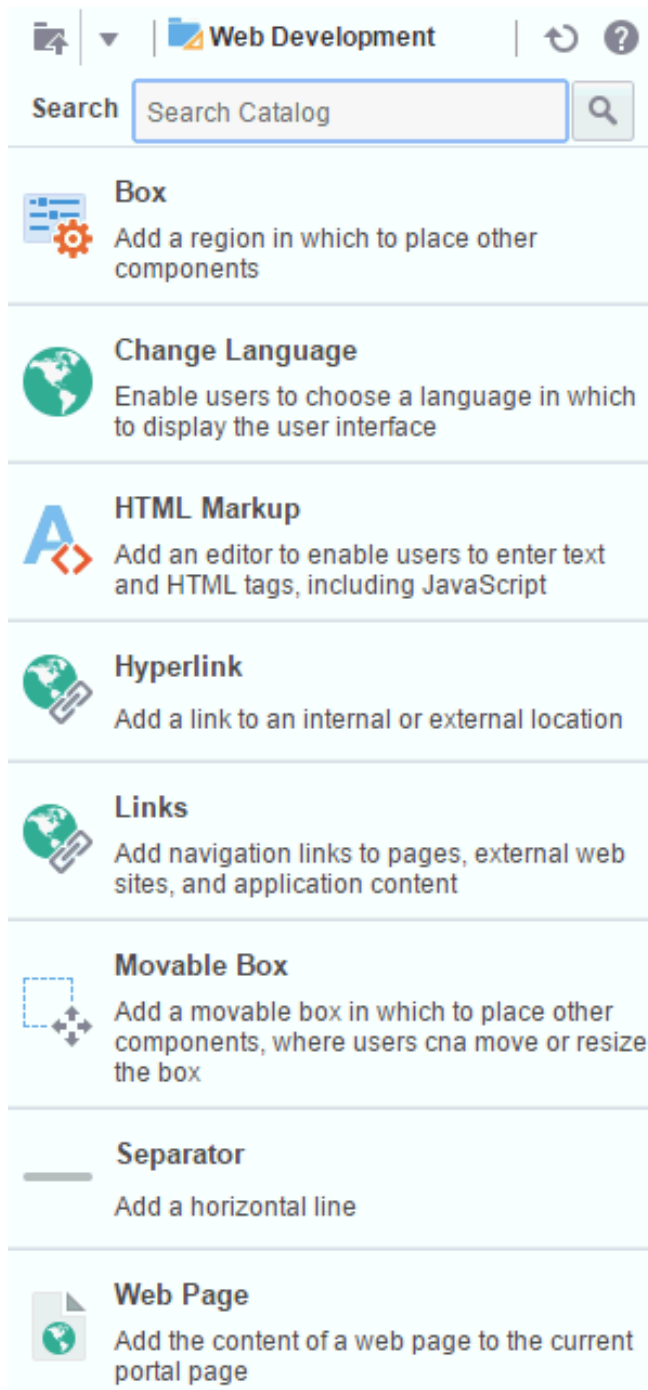 Web Development
Search Search Catalog
Box
Add a region in which to place other
components
Change Language
Enable users to choose a language in which
to display the user interface
HTML Markup
Add an editor to enable users to enter text
and HTML tags, including JavaScript
Hyperlink
Add a link to an internal or external location
Links
Add navigation links to pages, external web
sites, and application content
Movable Box
Add a movable box in which to place other
components, where users cna move or resize
the box
Separator
Add a horizontal line
Web Page
Add the content of a web page to the current
portal page